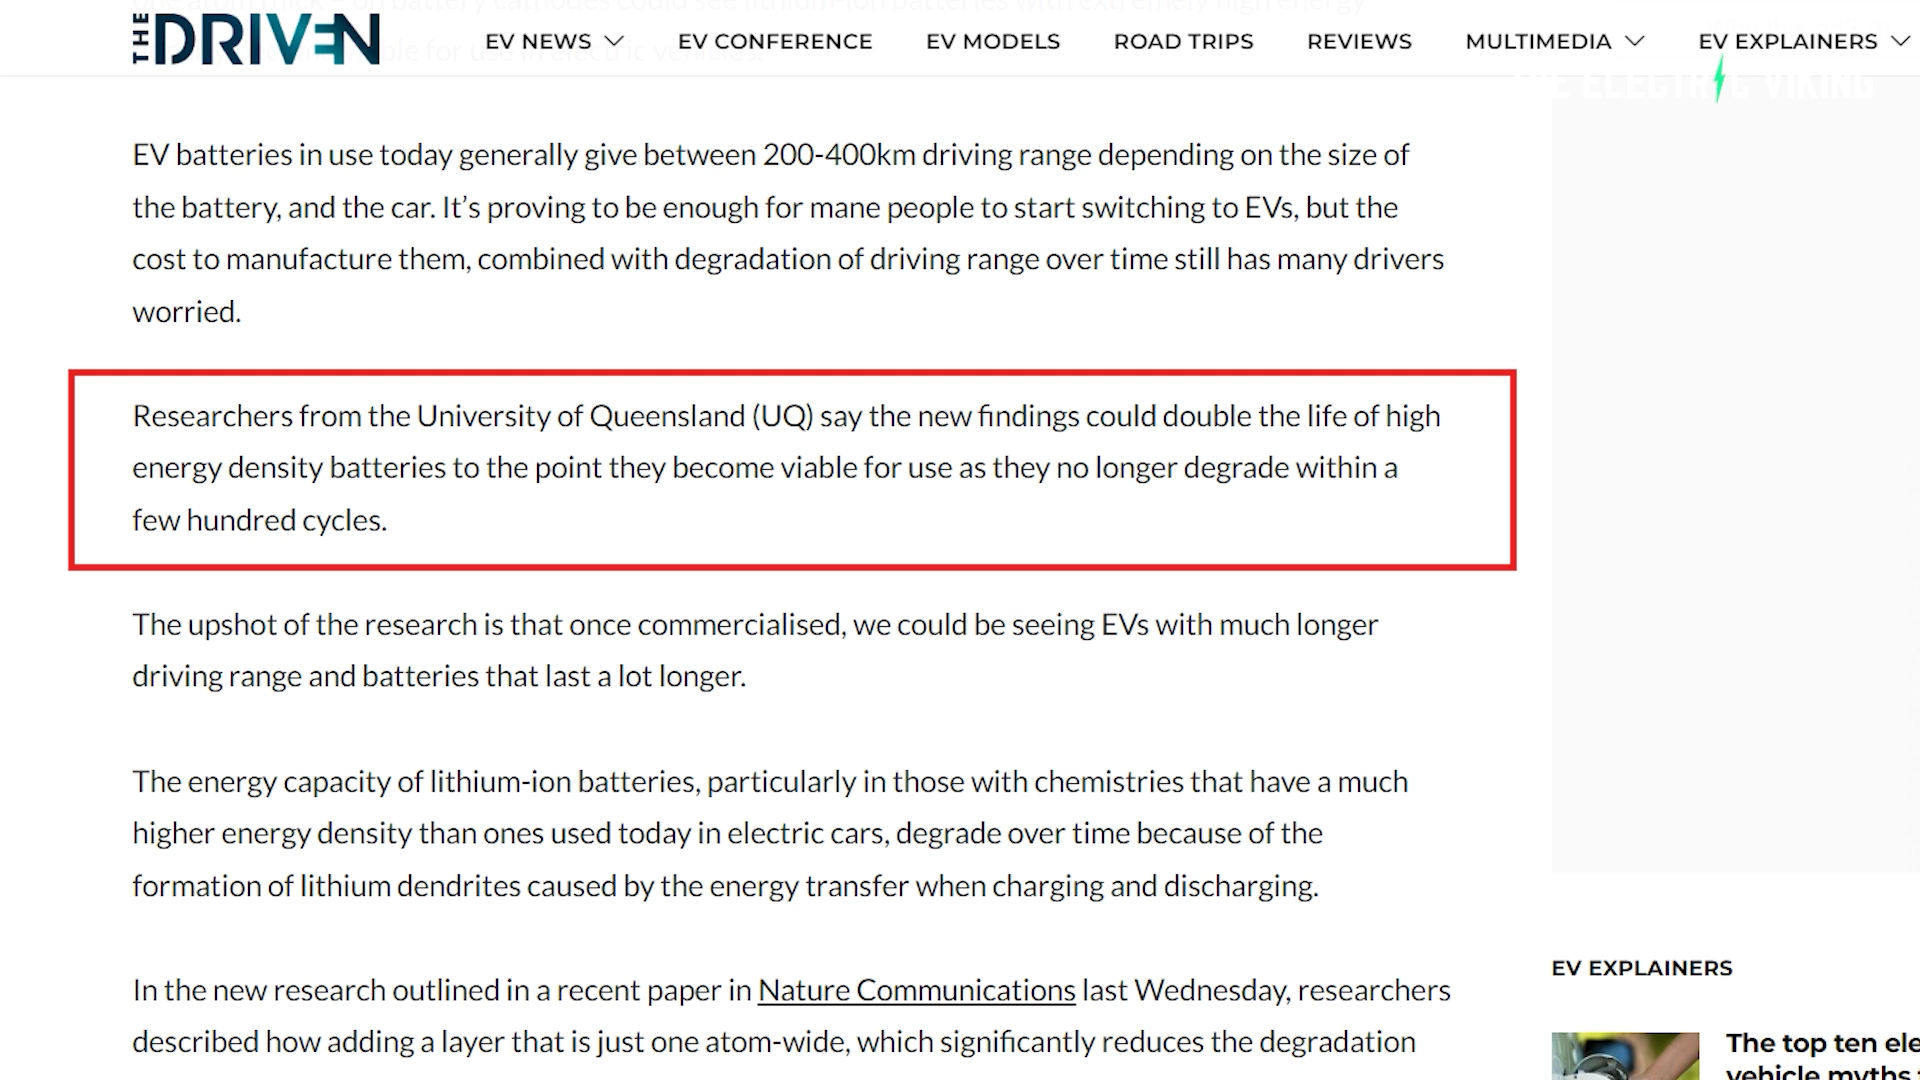 THE DRIVEN
EV NEWS
EV CONFERENCE
EV MODELS
ROAD TRIPS
REVIEWS
MULTIMEDIA
EV EXPLAINERS
ELECTRIC VIKING
EV batteries in use today generally give between 200-400km driving range depending on the size of
the battery, and the car. It’s proving to be enough for mane people to start switching to EVs, but the
cost to manufacture them, combined with degradation of driving range over time still has many drivers
worried.
Researchers from the University of Queensland (UQ) say the new findings could double the life of high
energy density batteries to the point they become viable for use as they no longer degrade within a
few hundred cycles.
The upshot of the research is that once commercialised, we could be seeing EVs with much longer
driving range and batteries that last a lot longer.
The energy capacity of lithium-ion batteries, particularly in those with chemistries that have a much
higher energy density than ones used today in electric cars, degrade over time because of the
formation of lithium dendrites caused by the energy transfer when charging and discharging.
In the new research outlined in a recent paper in Nature Communications last Wednesday, researchers
described how adding a layer that is just one atom-wide, which significantly reduces the degradation
EV EXPLAINERS
The top ten ele
vehicle myths